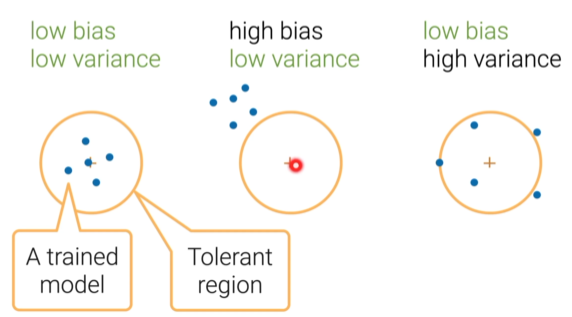 low bias
low variance
high bias
low variance
low bias
high variance
A trained
model
Tolerant
region